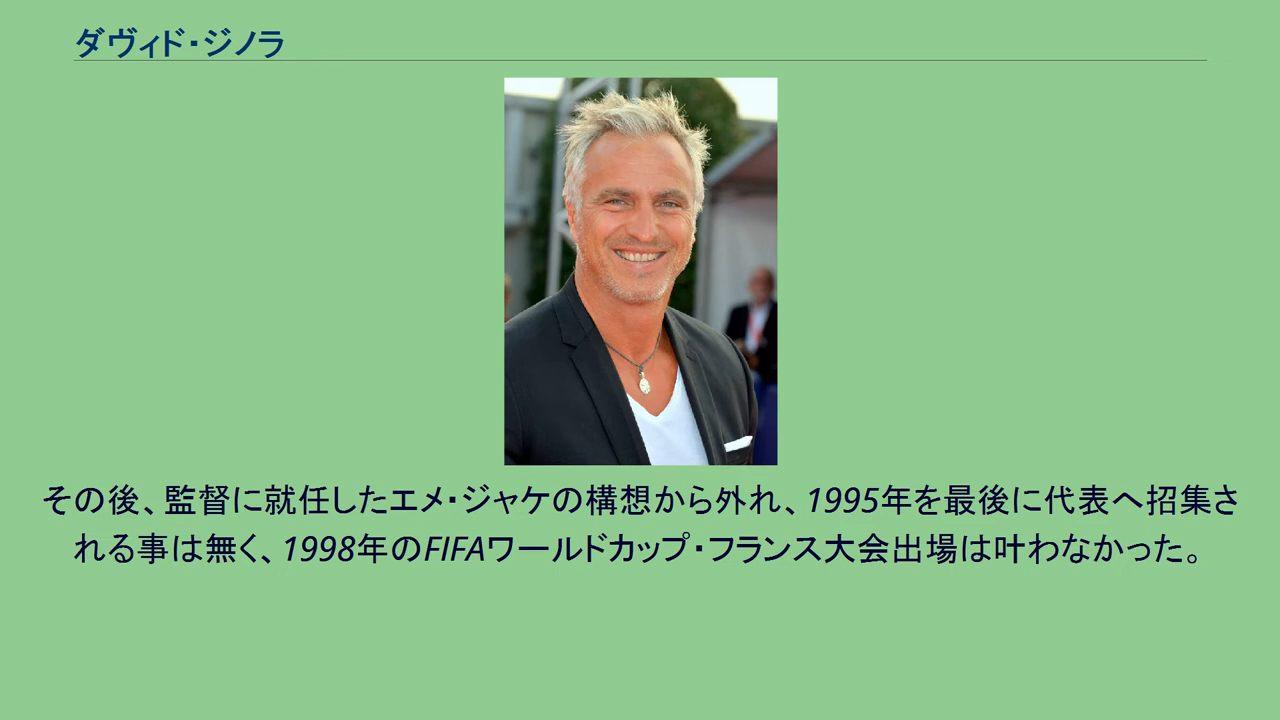 ダヴィド・ジノラ
その後、監督に就任したエメ・ジャケの構想から外れ、1995年を最後に代表へ招集さ
れる事は無く、1998年のFIFAワールドカップ・フランス大会出場は叶わなかった。